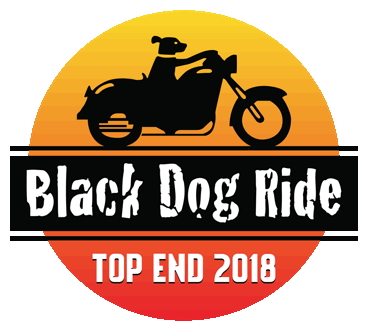 Black Dog Ride
TOP END 2018